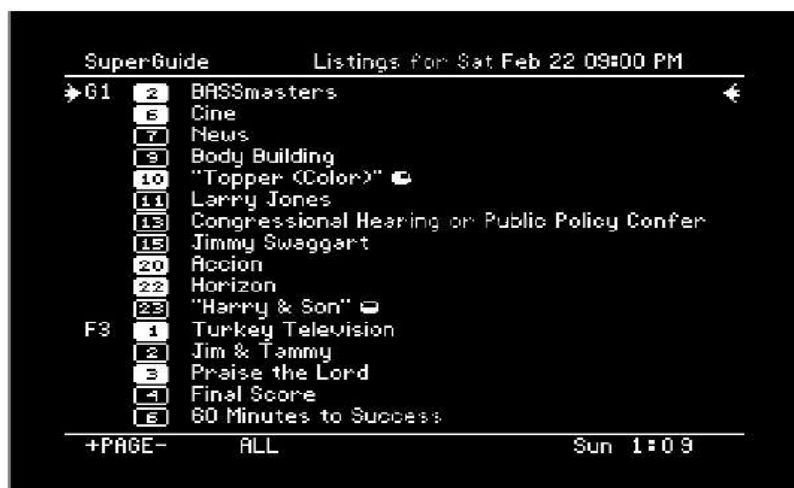 SuperGuide Listings for Sat Feb 22 09:00 PM
G1 2 BASSmasters
6 Cine
7 News
9 Body Building
10 "Topper (Color)"
11 Larry Jones
13 Congressional Hearing or Public Policy Confer
15 Jimmy Swaggart
20 Accion
22 Horizon
23 "Harry & Son"
F3 1 Turkey Television
2 Jim & Tammy
3 Praise the Lord
4 Final Score
6 60 Minutes to Success
+PAGE- ALL Sun 1:09